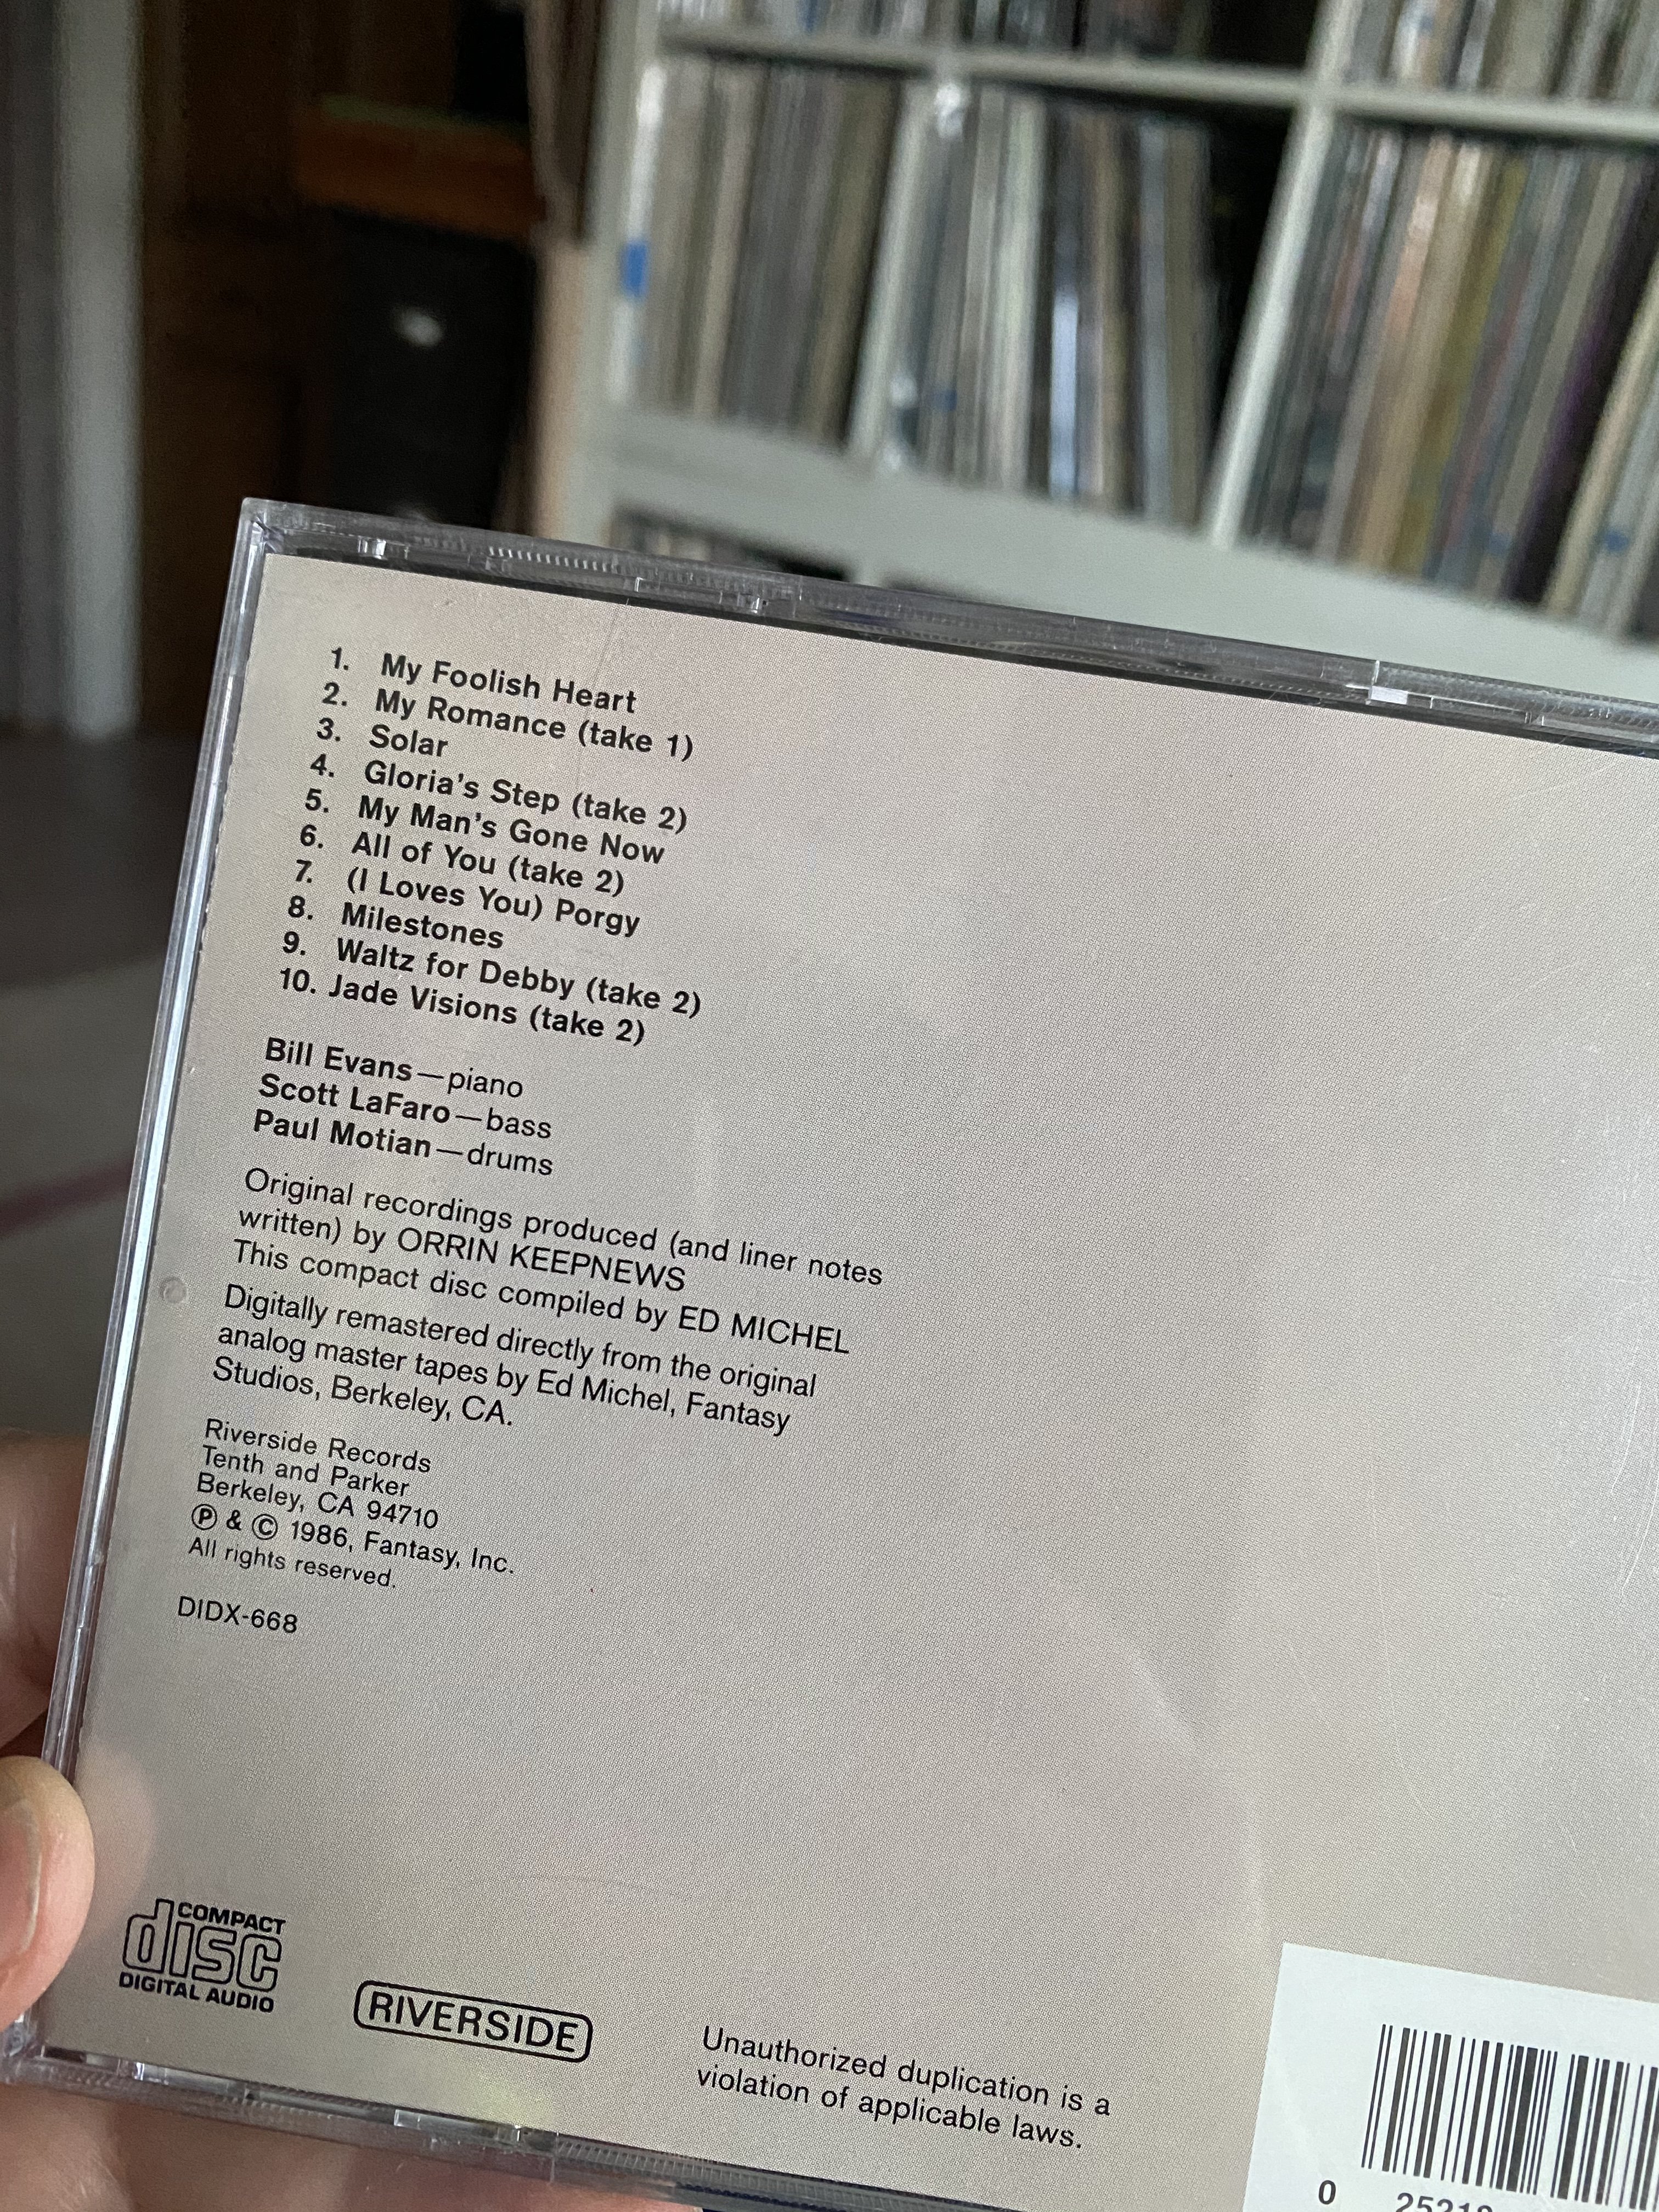 1. My Foolish Heart
2. My Romance (take 1)
3. Solar
4. Gloria's Step (take 2)
5. My Man's Gone Now
6. All of You (take 2)
7. (I Loves You) Porgy
8. Milestones
9. Waltz for Debby (take 2)
10. Jade Visions (take 2)
Bill Evans—piano
Scott LaFaro—bass
Paul Motian—drums
Original recordings produced (and liner notes
written) by ORRIN KEEPNEWS
This compact disc compiled by ED MICHEL
Digitally remastered directly from the original
analog master tapes by Ed Michel, Fantasy
Studios, Berkeley, CA.
Riverside Records
Tenth and Parker
Berkeley, CA 94710
℗ & © 1986, Fantasy, Inc.
All rights reserved.
DIDX-668
COMPACT
disc
DIGITAL AUDIO
RIVERSIDE
Unauthorized duplication is a
violation of applicable laws.
0